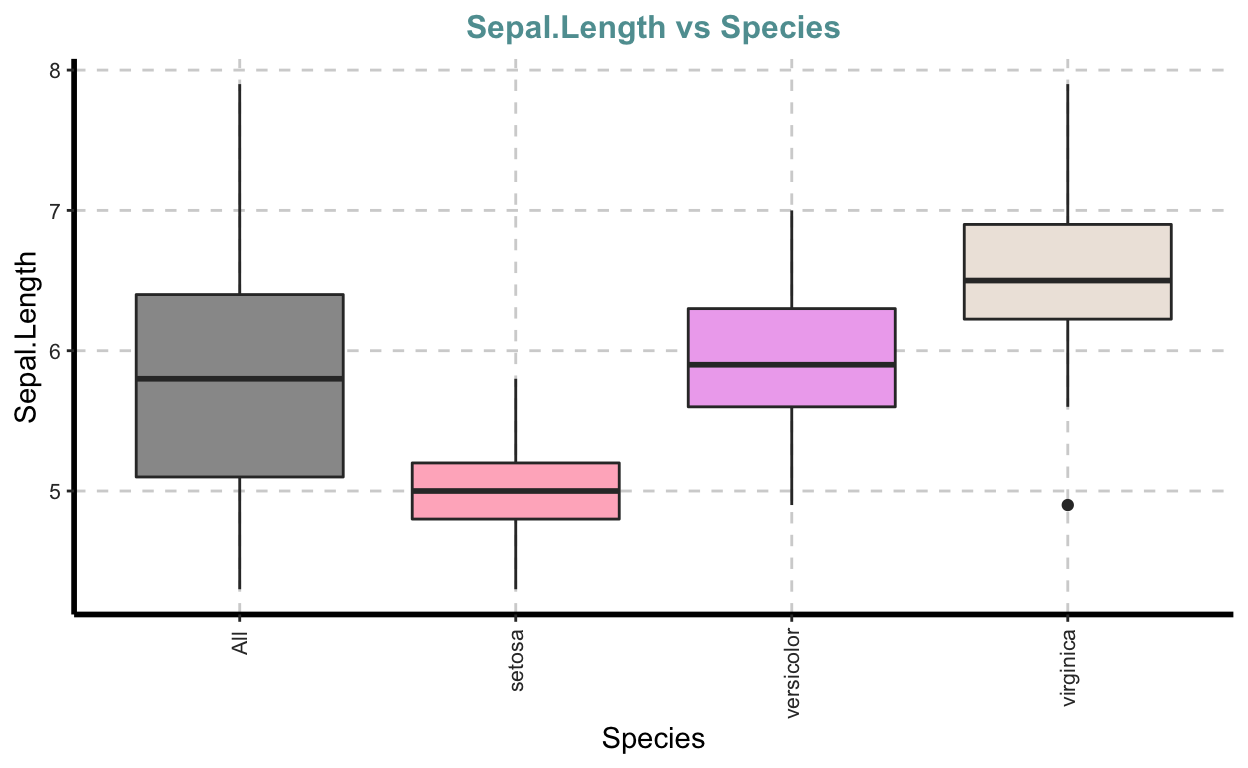 Sepal.Length vs Species
8
7
6
5
Sepal.Length
All
setosa
versicolor
virginica
Species